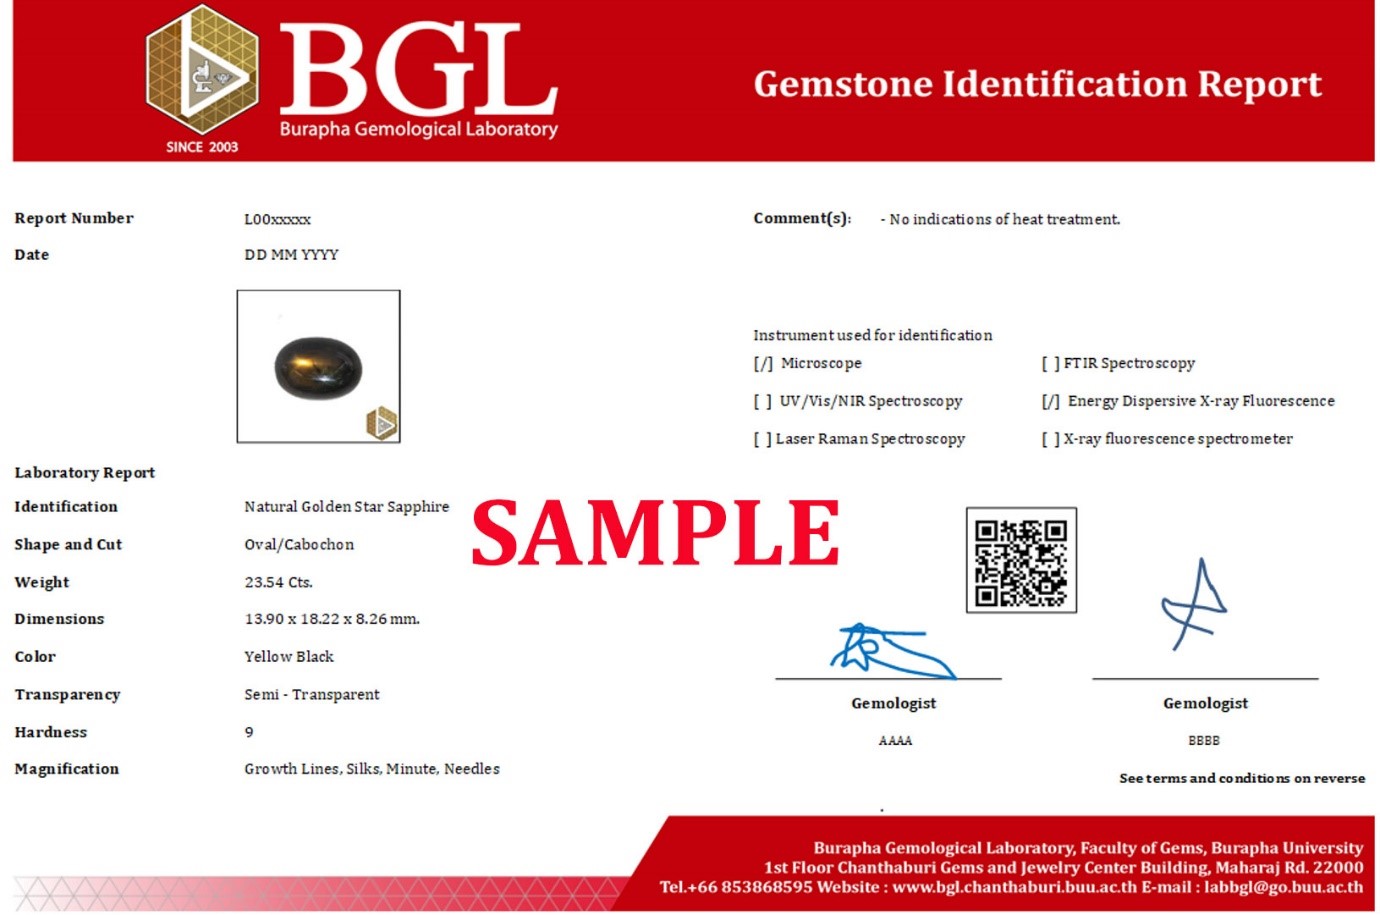 BGL
Burapha Gemological Laboratory
SINCE 2003
Gemstone Identification Report
Report Number L00xxxxx
Date DD MM YYYY
Laboratory Report
Identification Natural Golden Star Sapphire
Shape and Cut Oval/Cabochon
Weight 23.54 Cts.
Dimensions 13.90 x 18.22 x 8.26 mm.
Color Yellow Black
Transparency Semi - Transparent
Hardness 9
Magnification Growth Lines, Silks, Minute, Needles
SAMPLE
Comment(s): - No indications of heat treatment.
Instrument used for identification
[/] Microscope [ ] FTIR Spectroscopy
[ ] UV/Vis/NIR Spectroscopy [/] Energy Dispersive X-ray Fluorescence
[ ] Laser Raman Spectroscopy [ ] X-ray fluorescence spectrometer
Gemologist Gemologist
AAAA BBBB
See terms and conditions on reverse
Burapha Gemological Laboratory, Faculty of Gems, Burapha University
1st Floor Chanthaburi Gems and Jewelry Center Building, Maharaj Rd. 22000
Tel.+66 853868595 Website : www.bgl.chanthaburi.buu.ac.th E-mail : labbgl@go.buu.ac.th